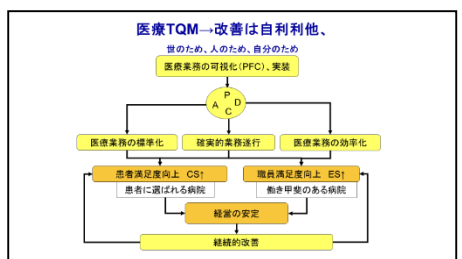 医療TQM→改善は自利利他、
世のため、人のため、自分のため
医療業務の可視化(PFC)、実装
P
A D
C
医療業務の標準化 確実的業務遂行 医療業務の効率化
患者満足度向上 CS↑ 職員満足度向上 ES↑
患者に選ばれる病院 働き甲斐のある病院
経営の安定
継続的改善